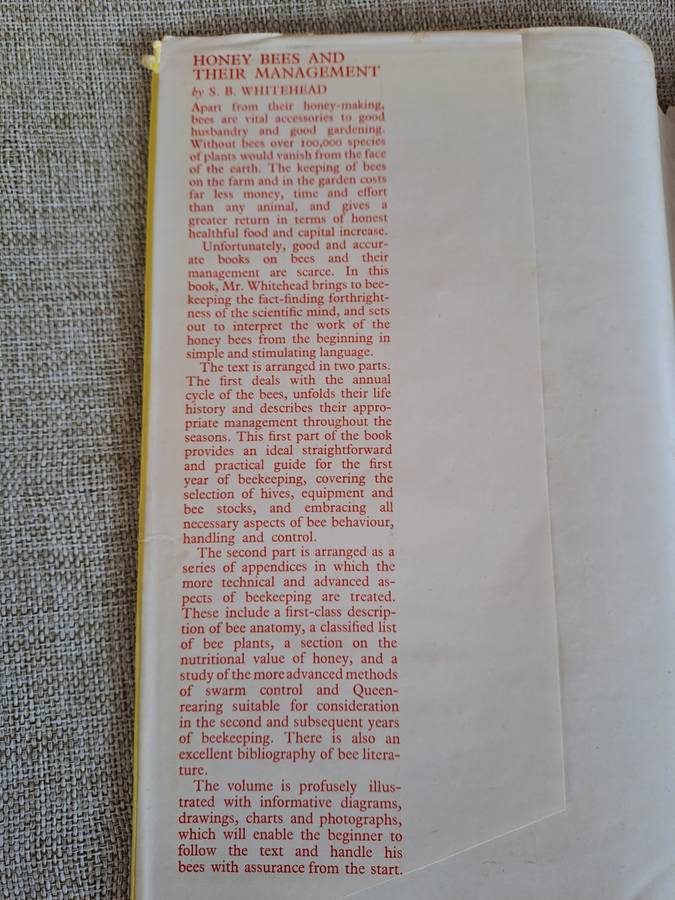 HONEY BEES AND
THEIR MANAGEMENT
by S. B. WHITEHEAD
Apart from their honey-making,
bees are vital accessories to good
husbandry and good gardening.
Without bees over 100,000 species
of plants would vanish from the face
of the earth. The keeping of bees
on the farm and in the garden costs
far less money, time and effort
than any animal, and gives a
greater return in terms of honest
healthful food and capital increase.
Unfortunately, good and accur-
ate books on bees and their
management are scarce. In this
book, Mr. Whitehead brings to bee-
keeping the fact-finding forthright-
ness of the scientific mind, and sets
out to interpret the work of the
honey bees from the beginning in
simple and stimulating language.
The text is arranged in two parts.
The first deals with the annual
cycle of the bees, unfolds their life
history and describes their appro-
priate management throughout the
seasons. This first part of the book
provides an ideal straightforward
and practical guide for the first
year of beekeeping, covering the
selection of hives, equipment and
bee stocks, and embracing all
necessary aspects of bee behaviour,
handling and control.
The second part is arranged as a
series of appendices in which the
more technical and advanced as-
pects of beekeeping are treated.
These include a first-class descrip-
tion of bee anatomy, a classified list
of bee plants, a section on the
nutritional value of honey, and a
study of the more advanced methods
of swarm control and Queen-
rearing suitable for consideration
in the second and subsequent years
of beekeeping. There is also an
excellent bibliography of bee litera-
ture.
The volume is profusely illus-
trated with informative diagrams,
drawings, charts and photographs,
which will enable the beginner to
follow the text and handle his
bees with assurance from the start.